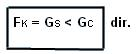 FK = GS < GC dir.